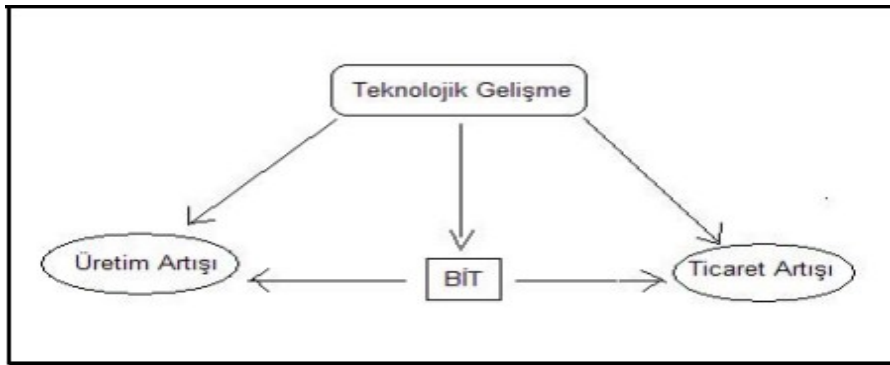 Teknolojik Gelişme
Üretim Artışı
BİT
Ticaret Artışı